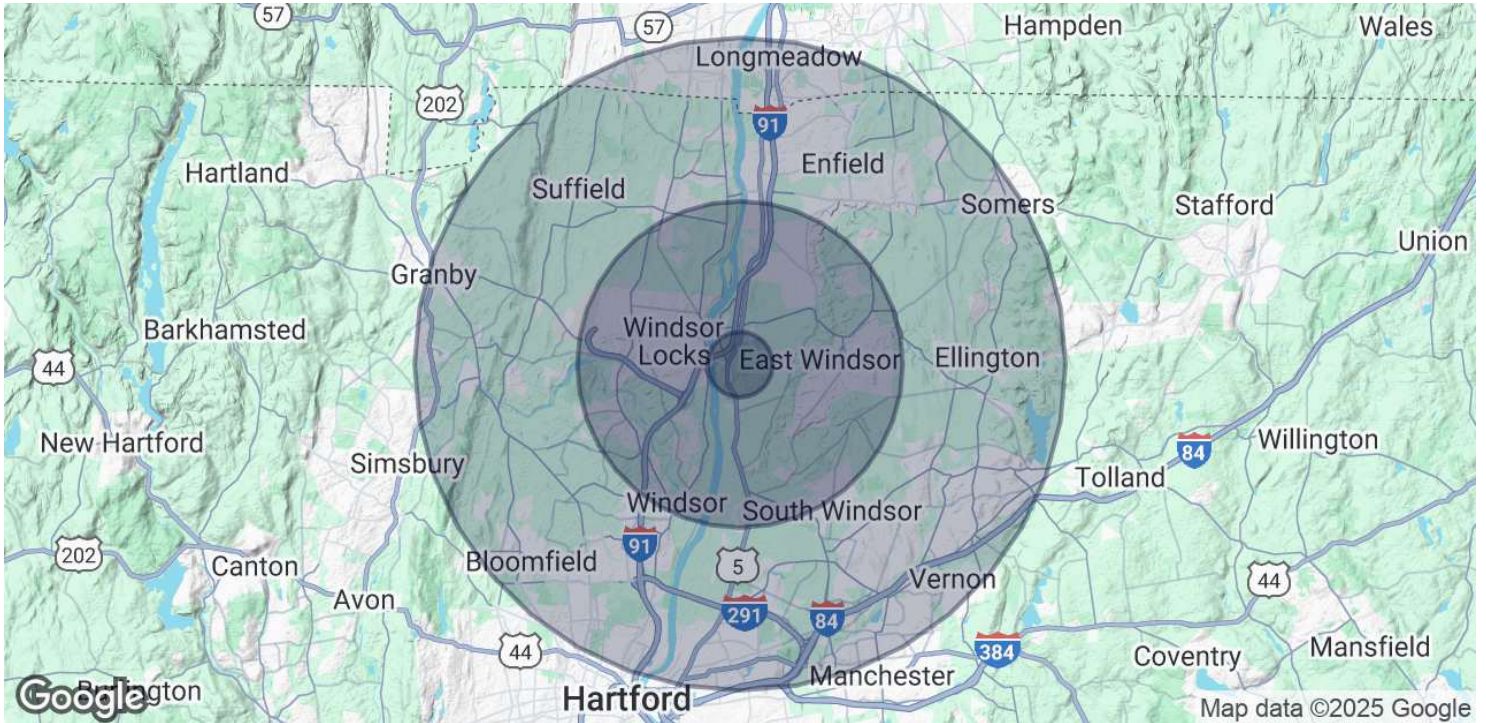 57
57
Hampden
Wales
Longmeadow
202
91
Hartland
Enfield
Suffield
Somers
Stafford
Union
Granby
Barkhamsted
Windsor
Locks
East Windsor
Ellington
44
New Hartford
Simsbury
84
Willington
Tolland
Windsor
South Windsor
91
202
Canton
Bloomfield
5
Vernon
44
Avon
291
84
44
384
Mansfield
Coventry
Manchester
Hartford
Google
Burlington
Map data ©2025 Google